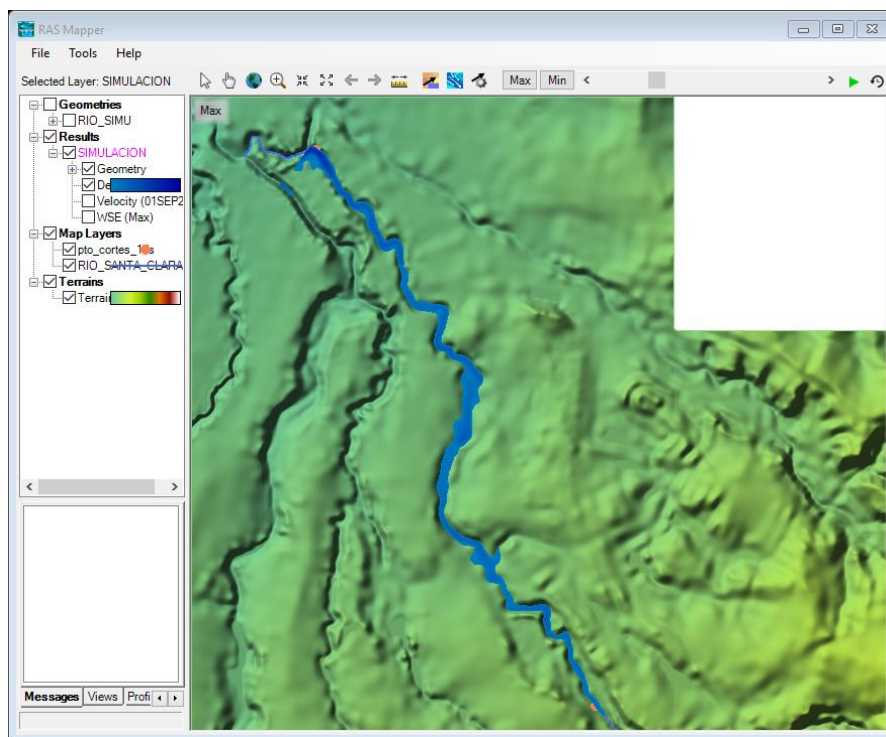 RAS Mapper
File Tools Help
Selected Layer: SIMULACION
Max Min
Max
Geometries
RIO_SIMU
Results
SIMULACION
Geometry
De
Velocity (01SEP2
WSE (Max)
Map Layers
pto_cortes_1 s
RIO_SANTA_CLARA
Terrains
Terrai
Messages Views Profi